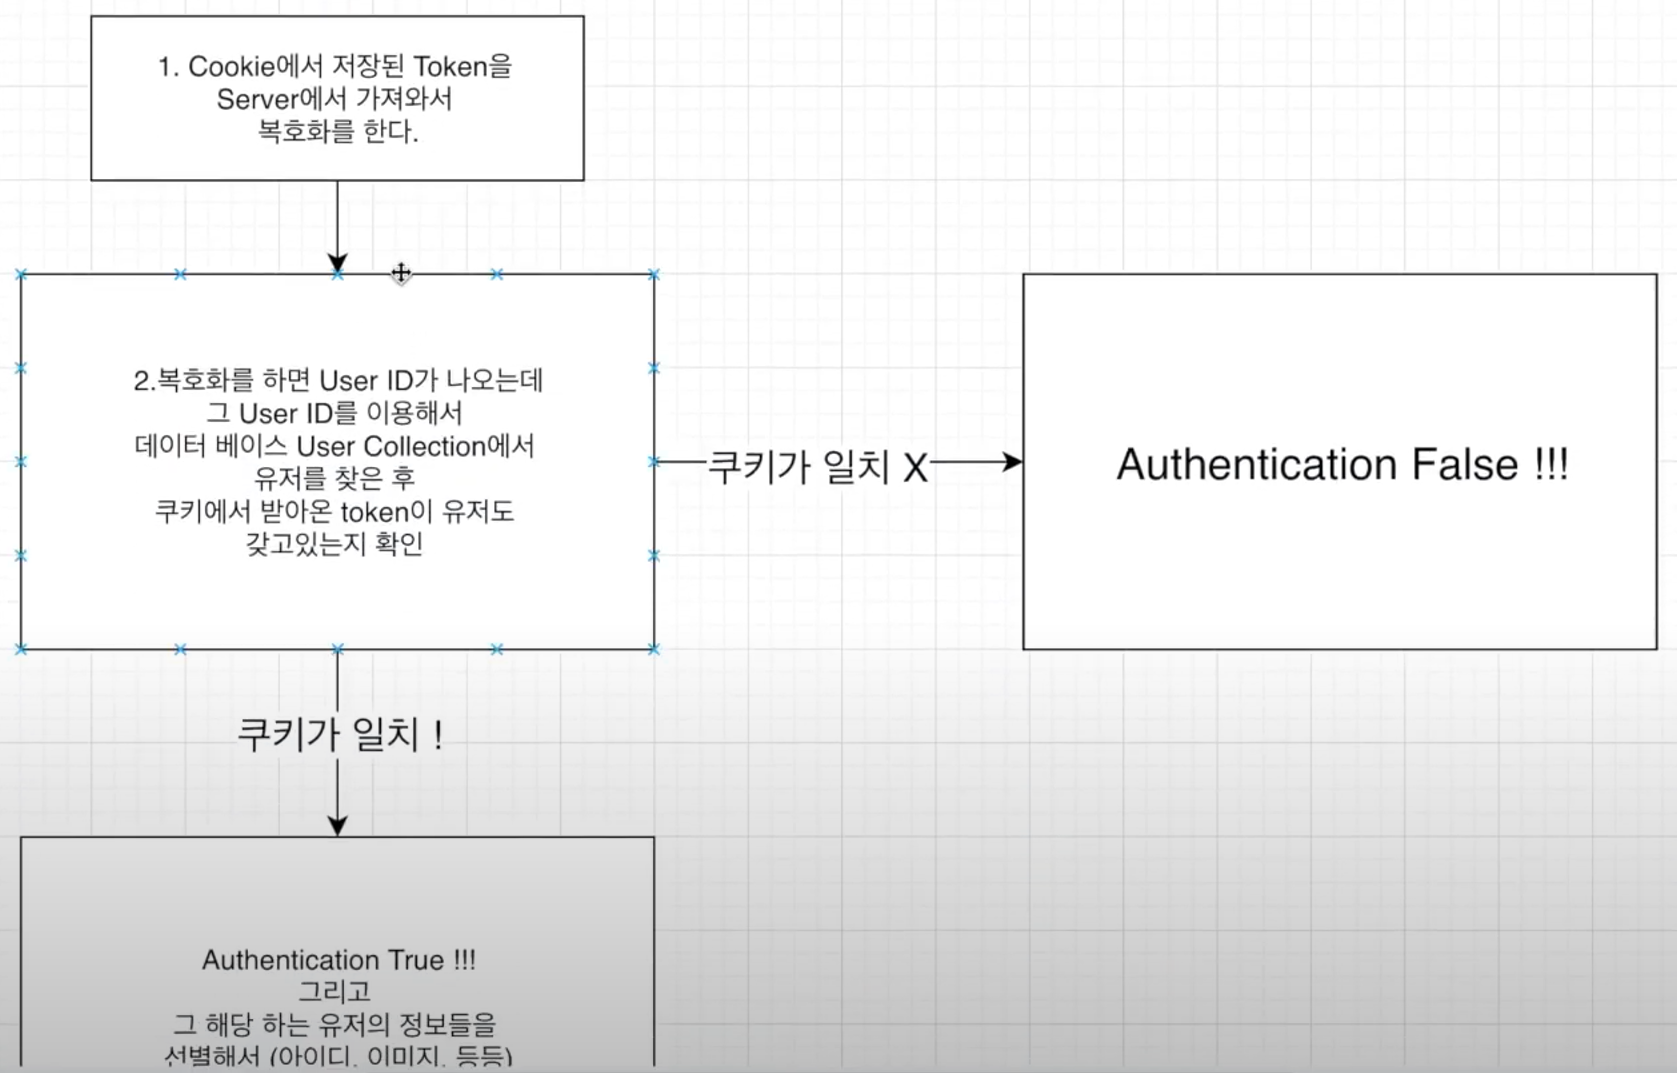 1. Cookie에서 저장된 Token을
Server에서 가져와서
복호화를 한다.
2.복호화를 하면 User ID가 나오는데
그 User ID를 이용해서
데이터 베이스 User Collection에서
유저를 찾은 후
쿠키에서 받아온 token이 유저도
갖고있는지 확인
쿠키가 일치 X
Authentication False !!!
쿠키가 일치 !
Authentication True !!!
그리고
그 해당 하는 유저의 정보들을
선별해서 (아이디, 이미지, 등등)